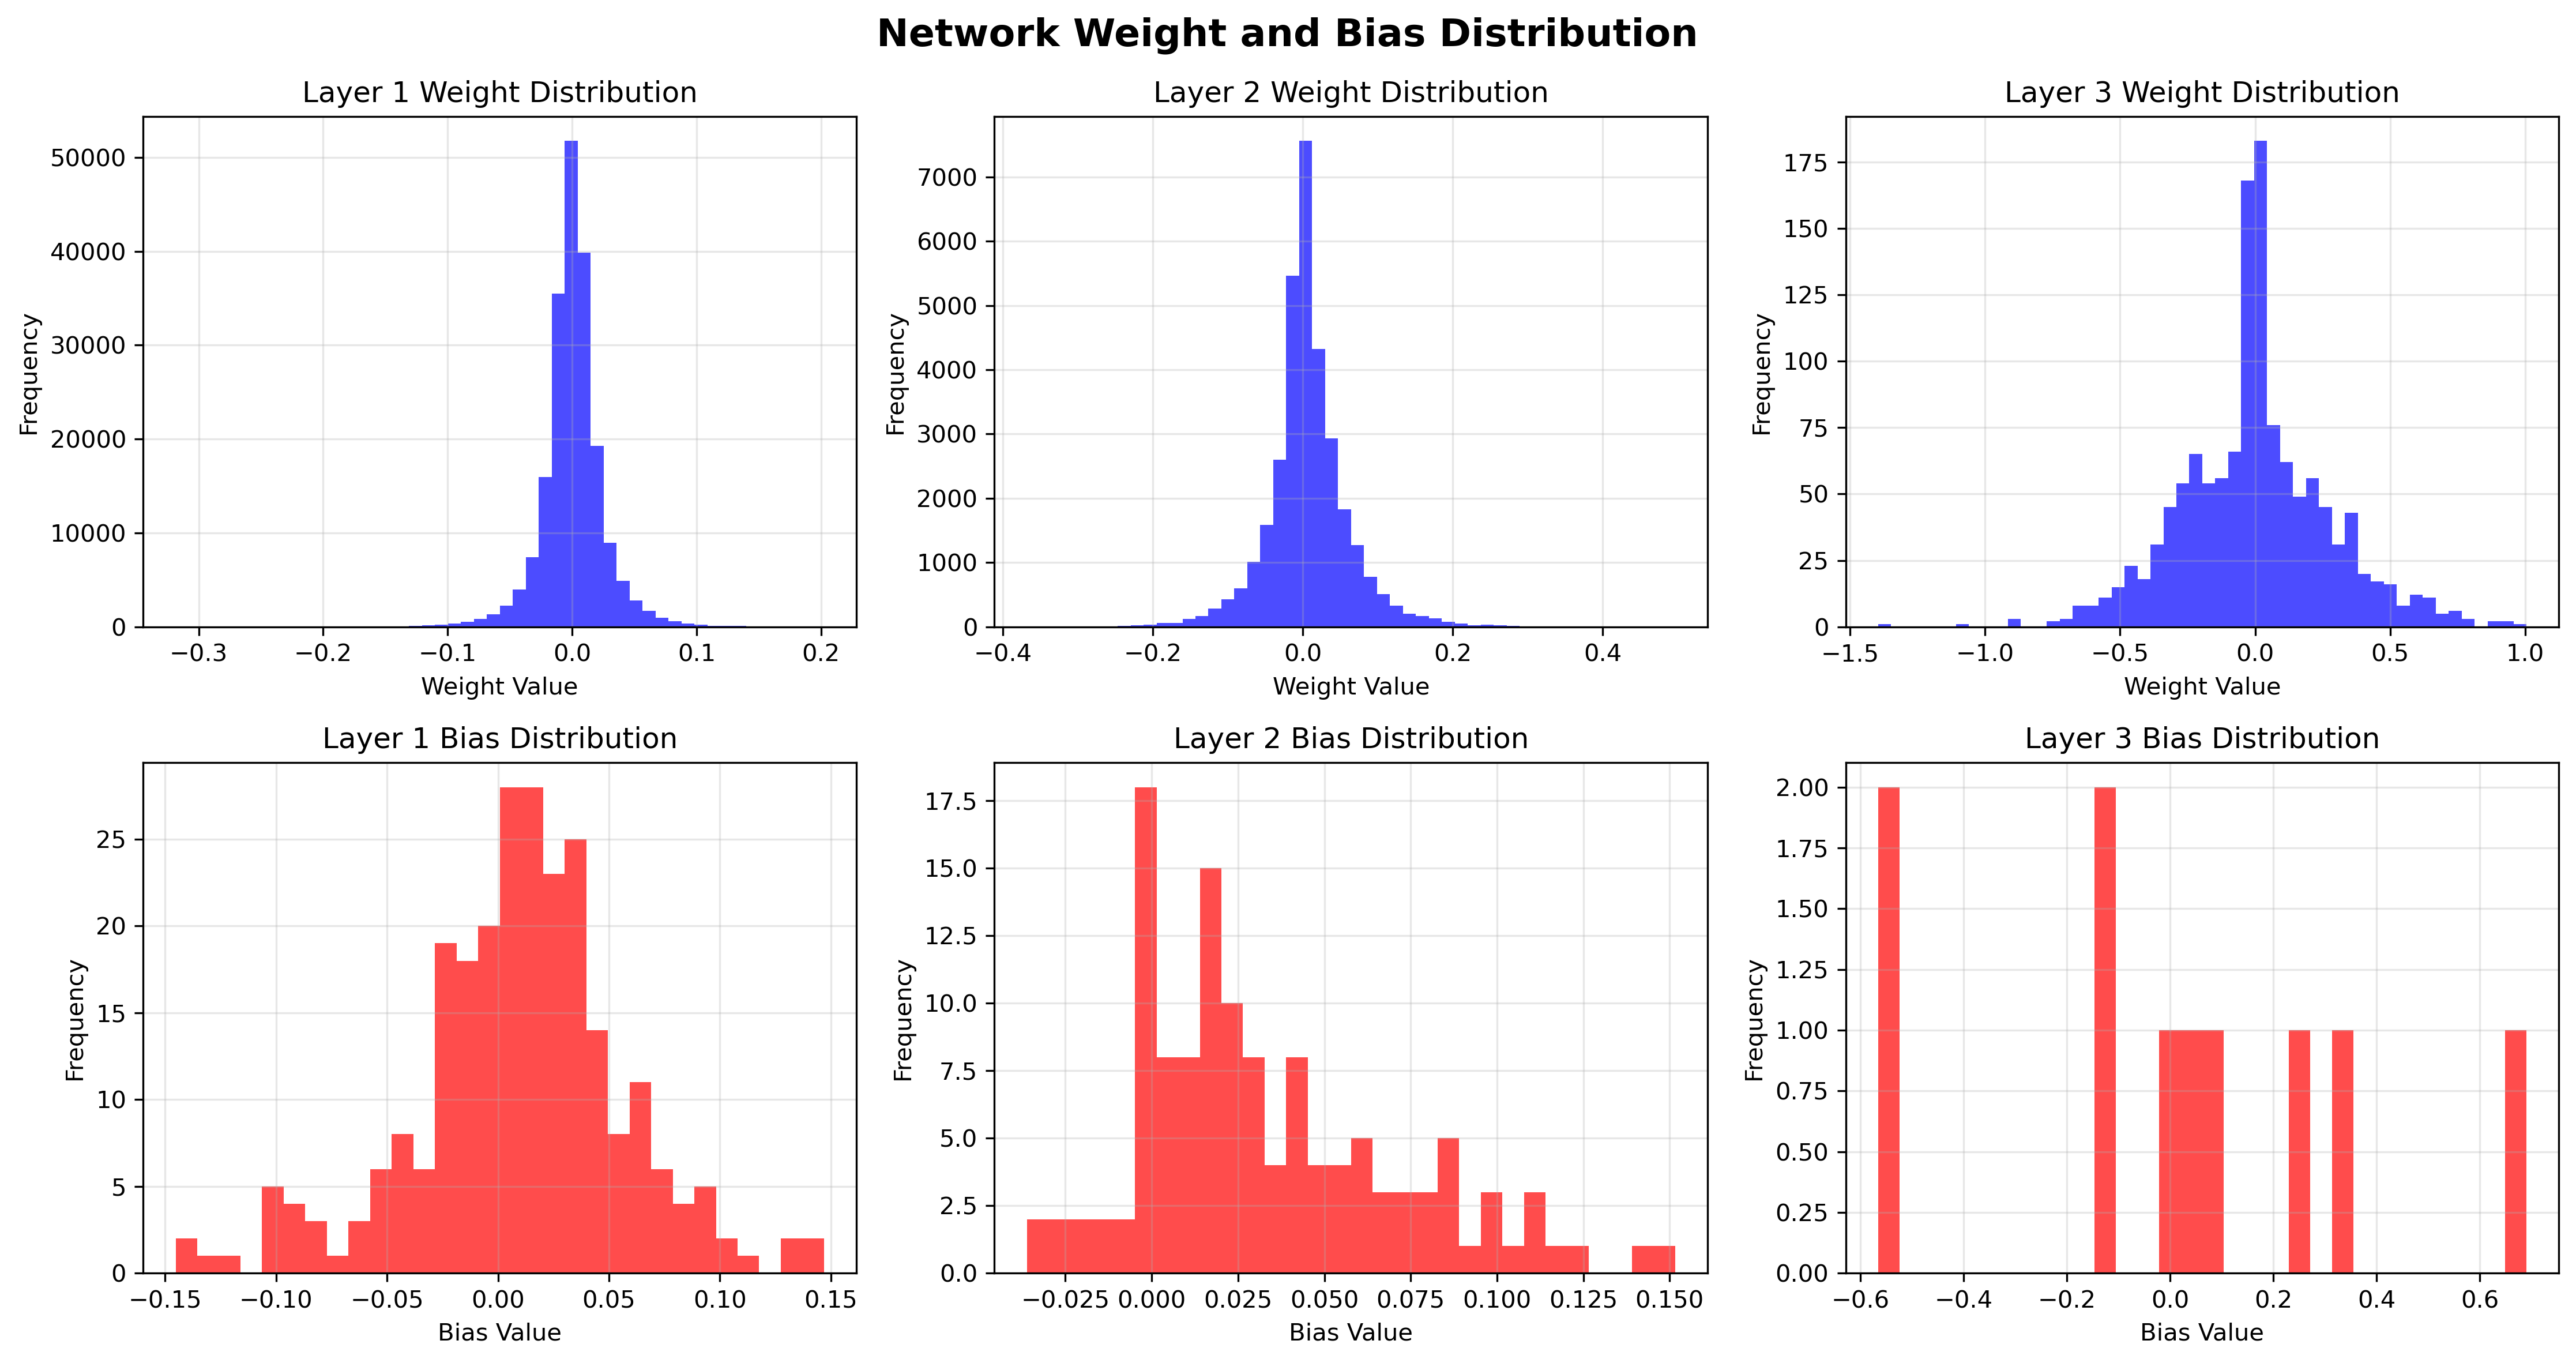 Network Weight and Bias Distribution
Layer 1 Weight Distribution
Frequency
50000
40000
30000
20000
10000
0
−0.3 −0.2 −0.1 0.0 0.1 0.2
Weight Value
Layer 2 Weight Distribution
Frequency
7000
6000
5000
4000
3000
2000
1000
0
−0.4 −0.2 0.0 0.2 0.4
Weight Value
Layer 3 Weight Distribution
Frequency
175
150
125
100
75
50
25
0
−1.5 −1.0 −0.5 0.0 0.5 1.0
Weight Value
Layer 1 Bias Distribution
Frequency
25
20
15
10
5
0
−0.15 −0.10 −0.05 0.00 0.05 0.10 0.15
Bias Value
Layer 2 Bias Distribution
Frequency
17.5
15.0
12.5
10.0
7.5
5.0
2.5
0.0
−0.025 0.000 0.025 0.050 0.075 0.100 0.125 0.150
Bias Value
Layer 3 Bias Distribution
Frequency
2.00
1.75
1.50
1.25
1.00
0.75
0.50
0.25
0.00
−0.6 −0.4 −0.2 0.0 0.2 0.4 0.6
Bias Value